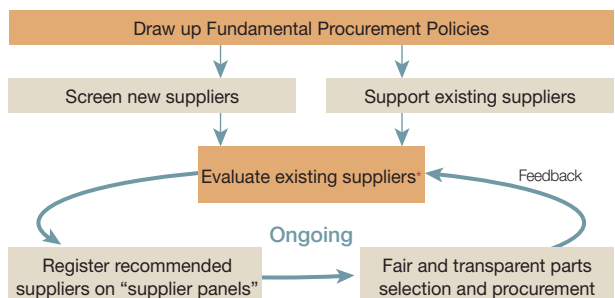 Draw up Fundamental Procurement Policies
Screen new suppliers
Support existing suppliers
Evaluate existing suppliers*
Feedback
Ongoing
Register recommended
suppliers on “supplier panels”
Fair and transparent parts
selection and procurement